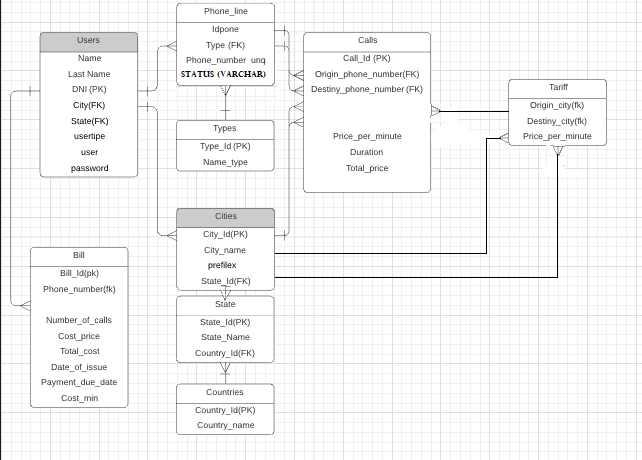 Phone_line
Idpone
Type (FK)
Phone_number unq
STATUS (VARCHAR)
Users
Name
Last Name
DNI (PK)
City(FK)
State(FK)
usertipe
user
password
Calls
Call_Id (PK)
Origin_phone_number(FK)
Destiny_phone_number (FK)
Price_per_minute
Duration
Total_price
Tariff
Origin_city(fk)
Destiny_city(fk)
Price_per_minute
Types
Type_Id (PK)
Name_type
Cities
City_Id(PK)
City_name
prefilex
State_Id(FK)
Bill
Bill_Id(pk)
Phone_number(fk)
Number_of_calls
Cost_price
Total_cost
Date_of_issue
Payment_due_date
Cost_min
State
State_Id(PK)
State_Name
Country_Id(FK)
Countries
Country_Id(PK)
Country_name